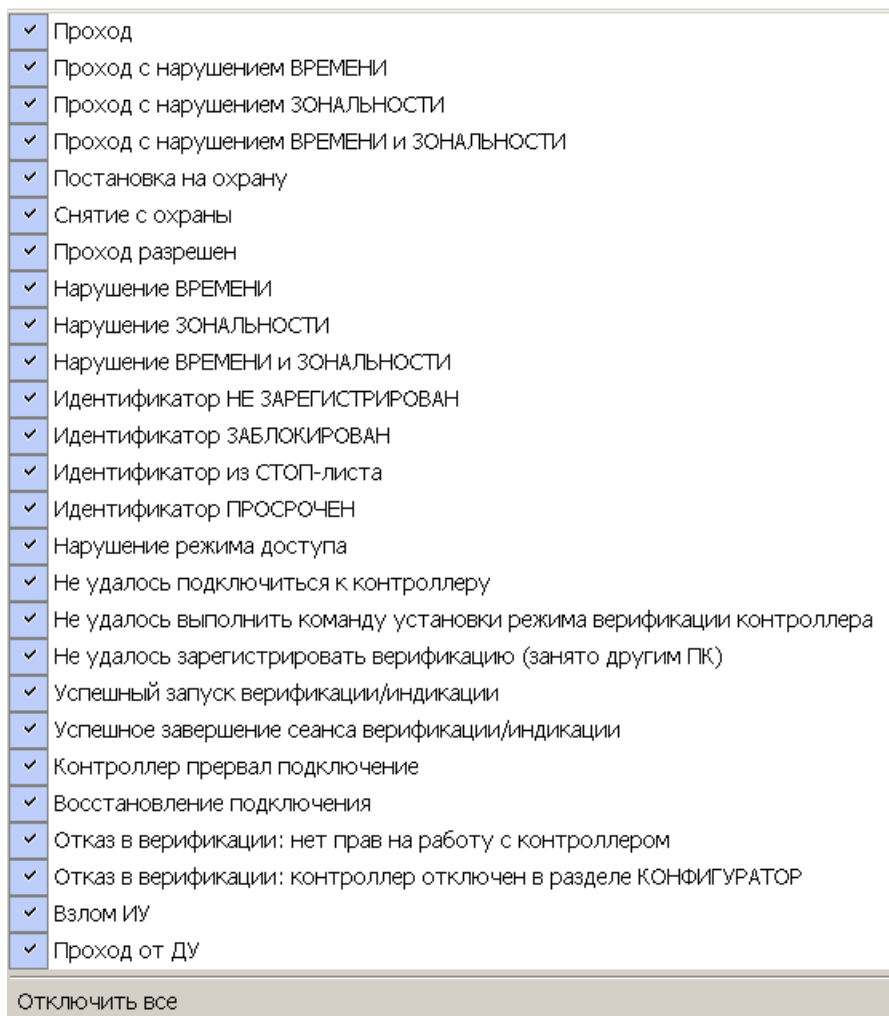 Проход
Проход с нарушением ВРЕМЕНИ
Проход с нарушением ЗОНАЛЬНОСТИ
Проход с нарушением ВРЕМЕНИ и ЗОНАЛЬНОСТИ
Постановка на охрану
Снятие с охраны
Проход разрешен
Нарушение ВРЕМЕНИ
Нарушение ЗОНАЛЬНОСТИ
Нарушение ВРЕМЕНИ и ЗОНАЛЬНОСТИ
Идентификатор НЕ ЗАРЕГИСТРИРОВАН
Идентификатор ЗАБЛОКИРОВАН
Идентификатор из СТОП-листа
Идентификатор ПРОСРОЧЕН
Нарушение режима доступа
Не удалось подключиться к контроллеру
Не удалось выполнить команду установки режима верификации контроллера
Не удалось зарегистрировать верификацию (занято другим ПК)
Успешный запуск верификации/индикации
Успешное завершение сеанса верификации/индикации
Контроллер прервал подключение
Восстановление подключения
Отказ в верификации: нет прав на работу с контроллером
Отказ в верификации: контроллер отключен в разделе КОНФИГУРАТОР
Взлом ИУ
Проход от ДУ
Отключить все